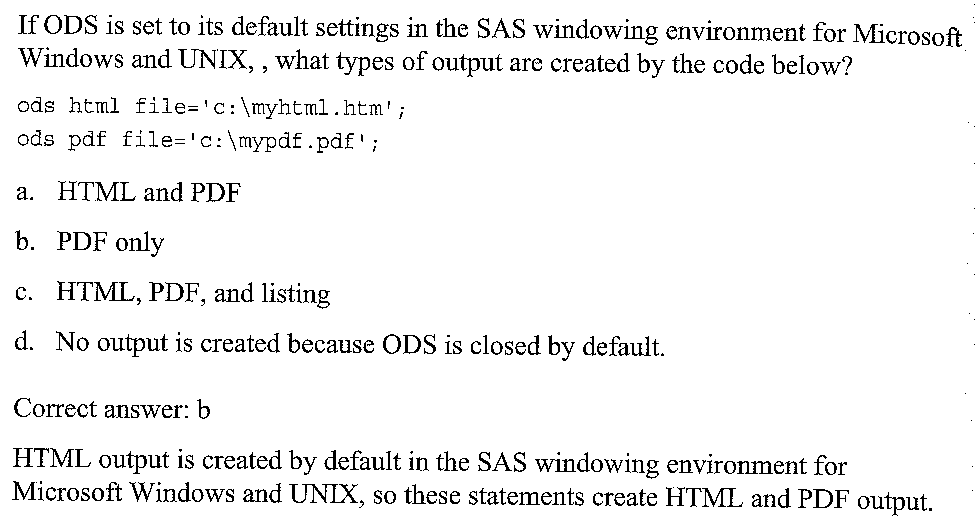 If ODS is set to its default settings in the SAS windowing environment for Microsoft
Windows and UNIX, , what types of output are created by the code below?
ods html file='c:\myhtml.htm';
ods pdf file='c:\mypdf.pdf';
a. HTML and PDF
b. PDF only
c. HTML, PDF, and listing
d. No output is created because ODS is closed by default.
Correct answer: b
HTML output is created by default in the SAS windowing environment for
Microsoft Windows and UNIX, so these statements create HTML and PDF output.